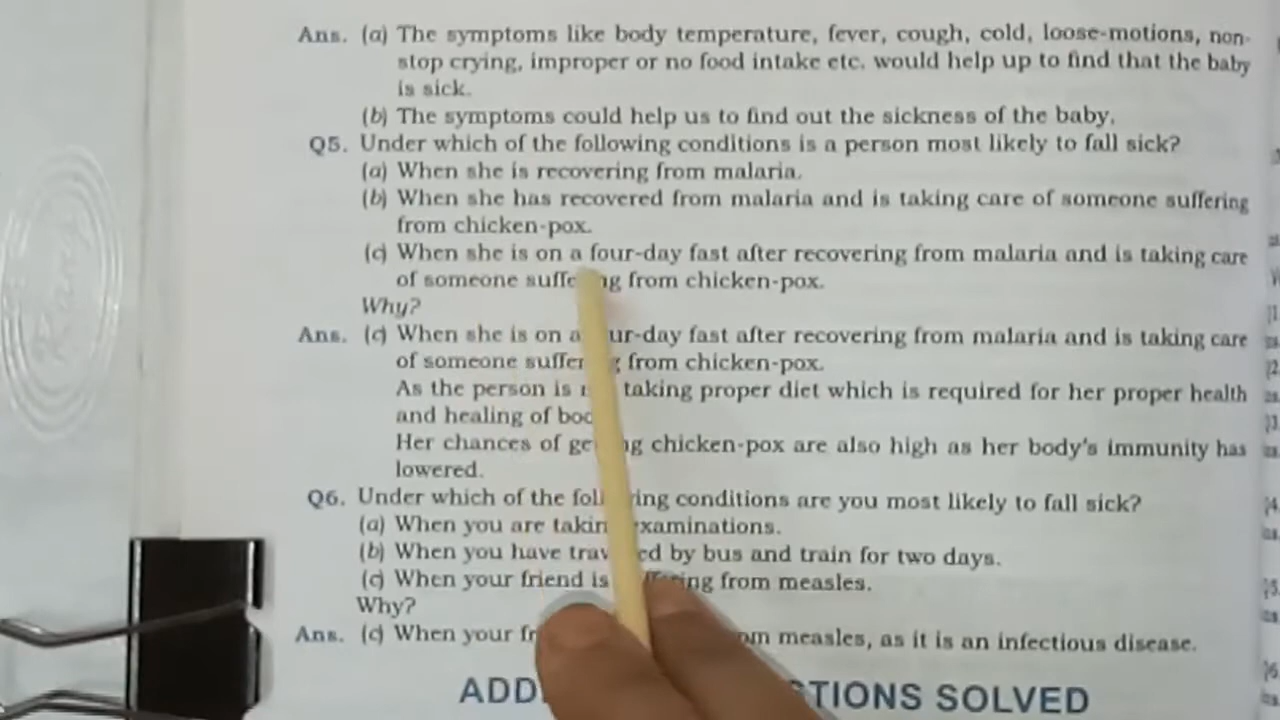 Ans. (a) The symptoms like body temperature, fever, cough, cold, loose-motions, non-
stop crying, improper or no food intake etc. would help up to find that the baby
is sick.
(b) The symptoms could help us to find out the sickness of the baby.
Q5. Under which of the following conditions is a person most likely to fall sick?
(a) When she is recovering from malaria.
(b) When she has recovered from malaria and is taking care of someone suffering
from chicken-pox.
(c) When she is on a four-day fast after recovering from malaria and is taking care
of someone suffering from chicken-pox.
Why?
Ans. (c) When she is on a four-day fast after recovering from malaria and is taking care
of someone suffering from chicken-pox.
As the person is taking proper diet which is required for her proper health
and healing of
Her chances of getting chicken-pox are also high as her body's immunity has
lowered.
Q6. Under which of the following conditions are you most likely to fall sick?
(a) When you are taking examinations.
(b) When you have travelled by bus and train for two days.
(c) When your friend is suffering from measles.
Why?
Ans. (c) When your measles, as it is an infectious disease.
SOLVED